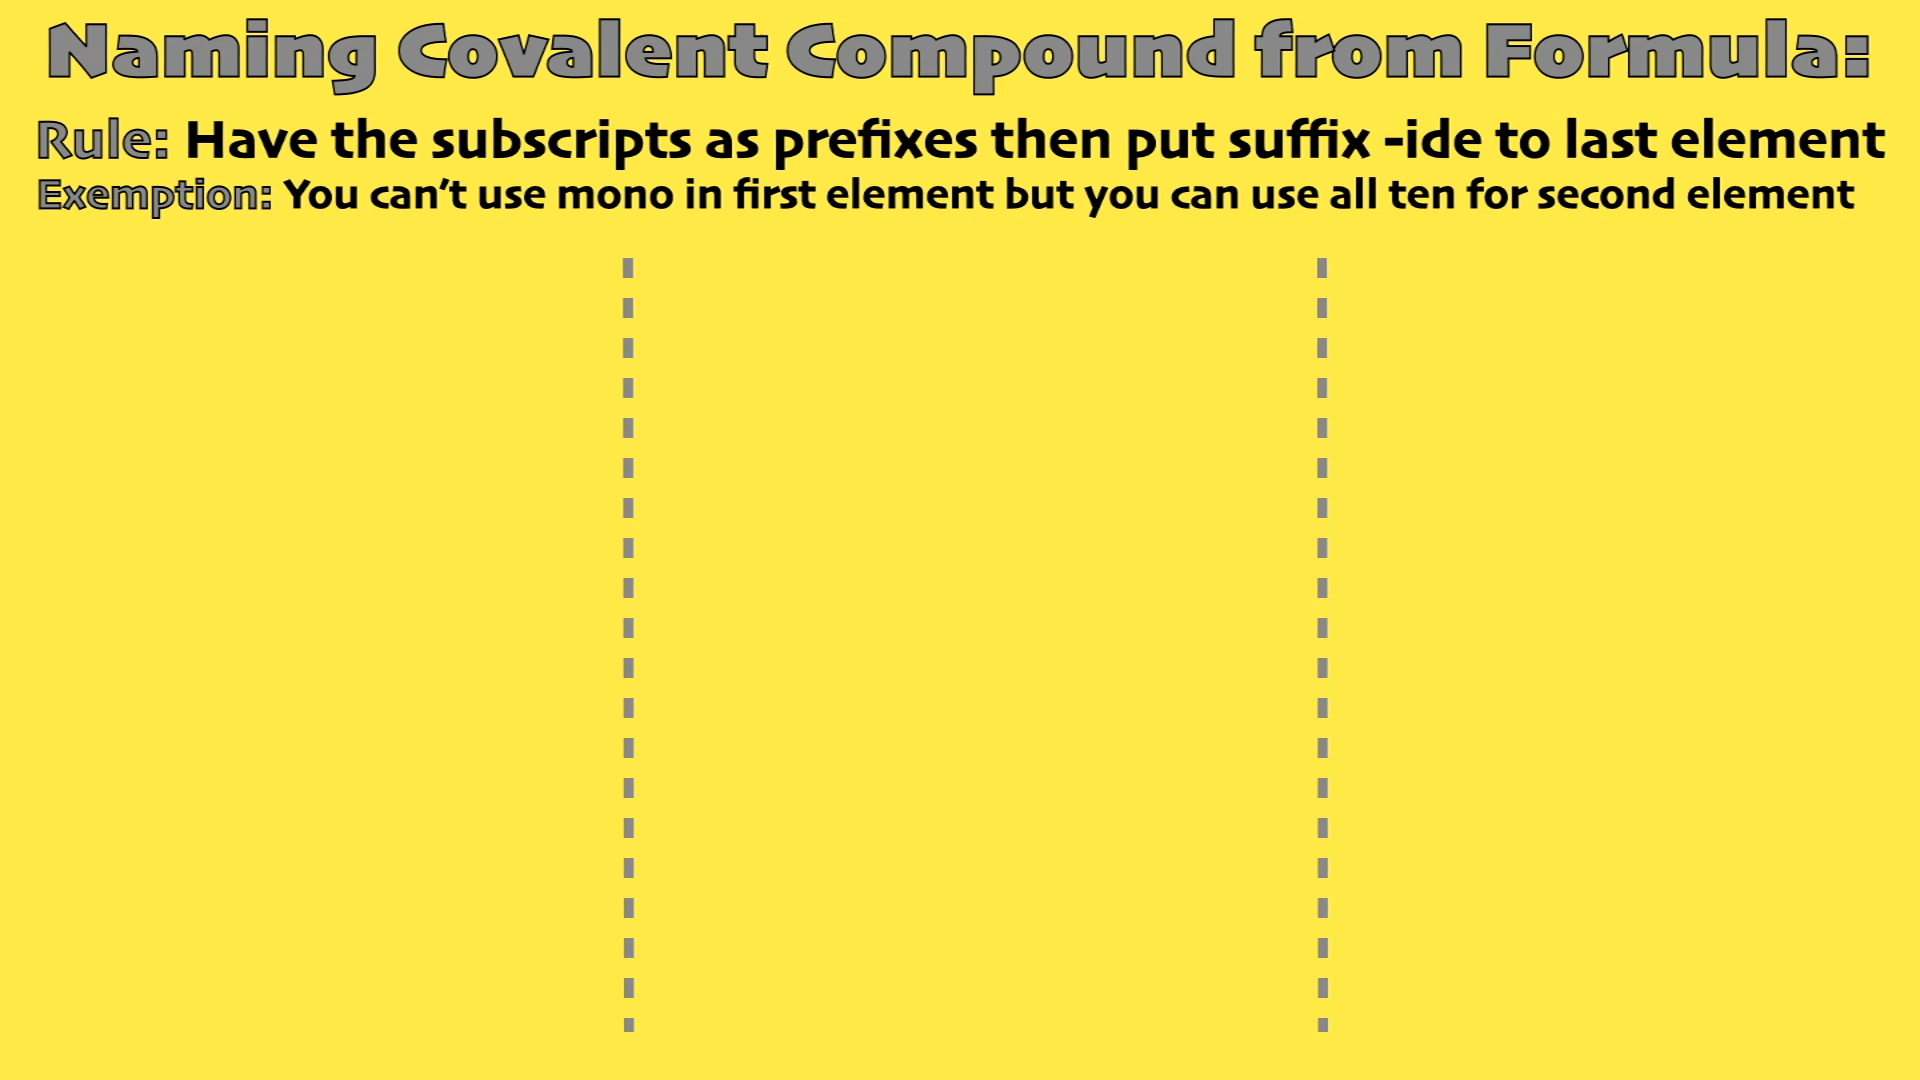 Naming Covalent Compound from Formula:
Rule: Have the subscripts as prefixes then put suffix -ide to last element
Exemption: You can’t use mono in first element but you can use all ten for second element